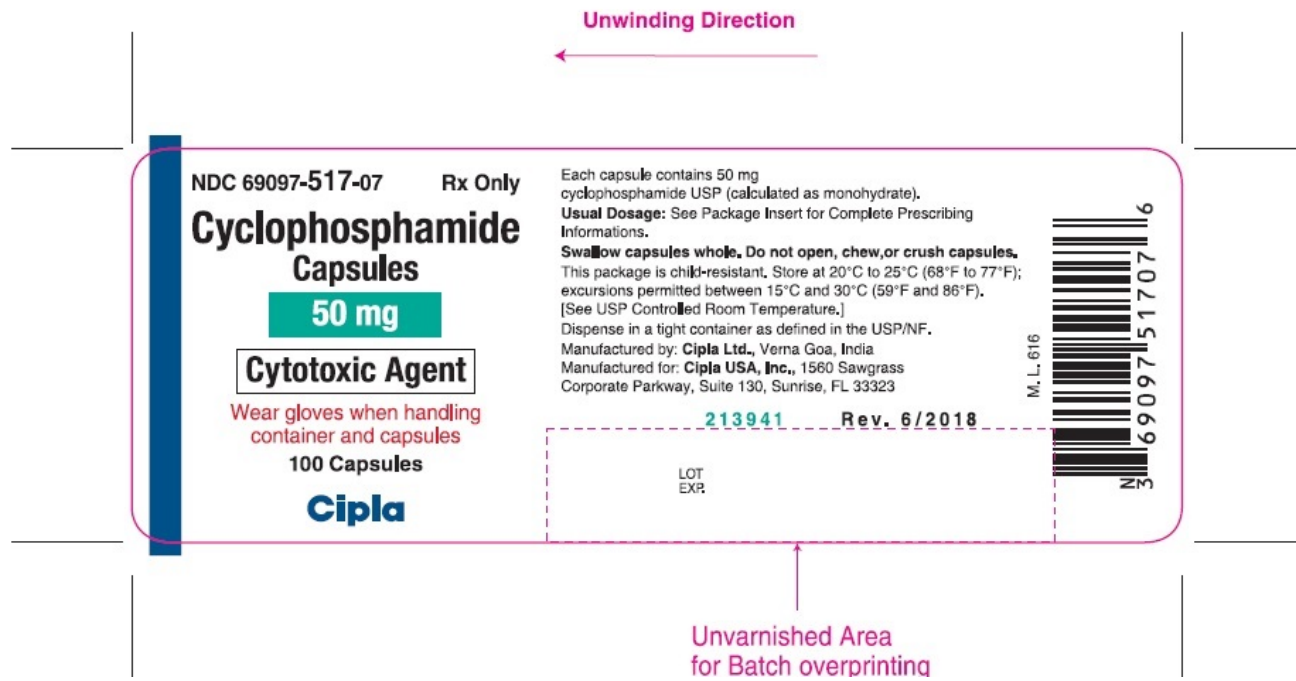 Unwinding Direction
NDC 69097-517-07 Rx Only
Cyclophosphamide
Capsules
50 mg
Cytotoxic Agent
Wear gloves when handling
container and capsules
100 Capsules
Cipla
Each capsule contains 50 mg
cyclophosphamide USP (calculated as monohydrate).
Usual Dosage: See Package Insert for Complete Prescribing
Informations.
Swallow capsules whole. Do not open, chew,or crush capsules.
This package is child-resistant. Store at 20°C to 25°C (68°F to 77°F);
excursions permitted between 15°C and 30°C (59°F and 86°F).
[See USP Controlled Room Temperature.]
Dispense in a tight container as defined in the USP/NF.
Manufactured by: Cipla Ltd., Verna Goa, India
Manufactured for: Cipla USA, Inc., 1560 Sawgrass
Corporate Parkway, Suite 130, Sunrise, FL 33323
213941 Rev. 6/2018
LOT
EXP.
M. L. 616
N
3 69097 51707 6
Unvarnished Area
for Batch overprinting